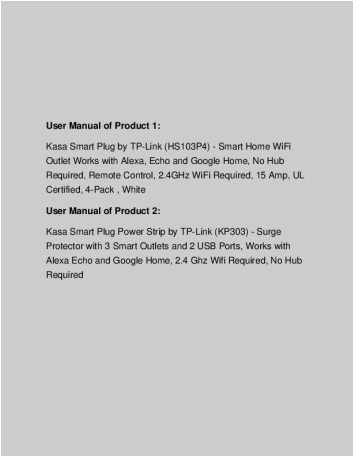 User Manual of Product 1:
Kasa Smart Plug by TP-Link (HS103P4) - Smart Home WiFi
Outlet Works with Alexa, Echo and Google Home, No Hub
Required, Remote Control, 2.4GHz WiFi Required, 15 Amp, UL
Certified, 4-Pack , White
User Manual of Product 2:
Kasa Smart Plug Power Strip by TP-Link (KP303) - Surge
Protector with 3 Smart Outlets and 2 USB Ports, Works with
Alexa Echo and Google Home, 2.4 Ghz Wifi Required, No Hub
Required